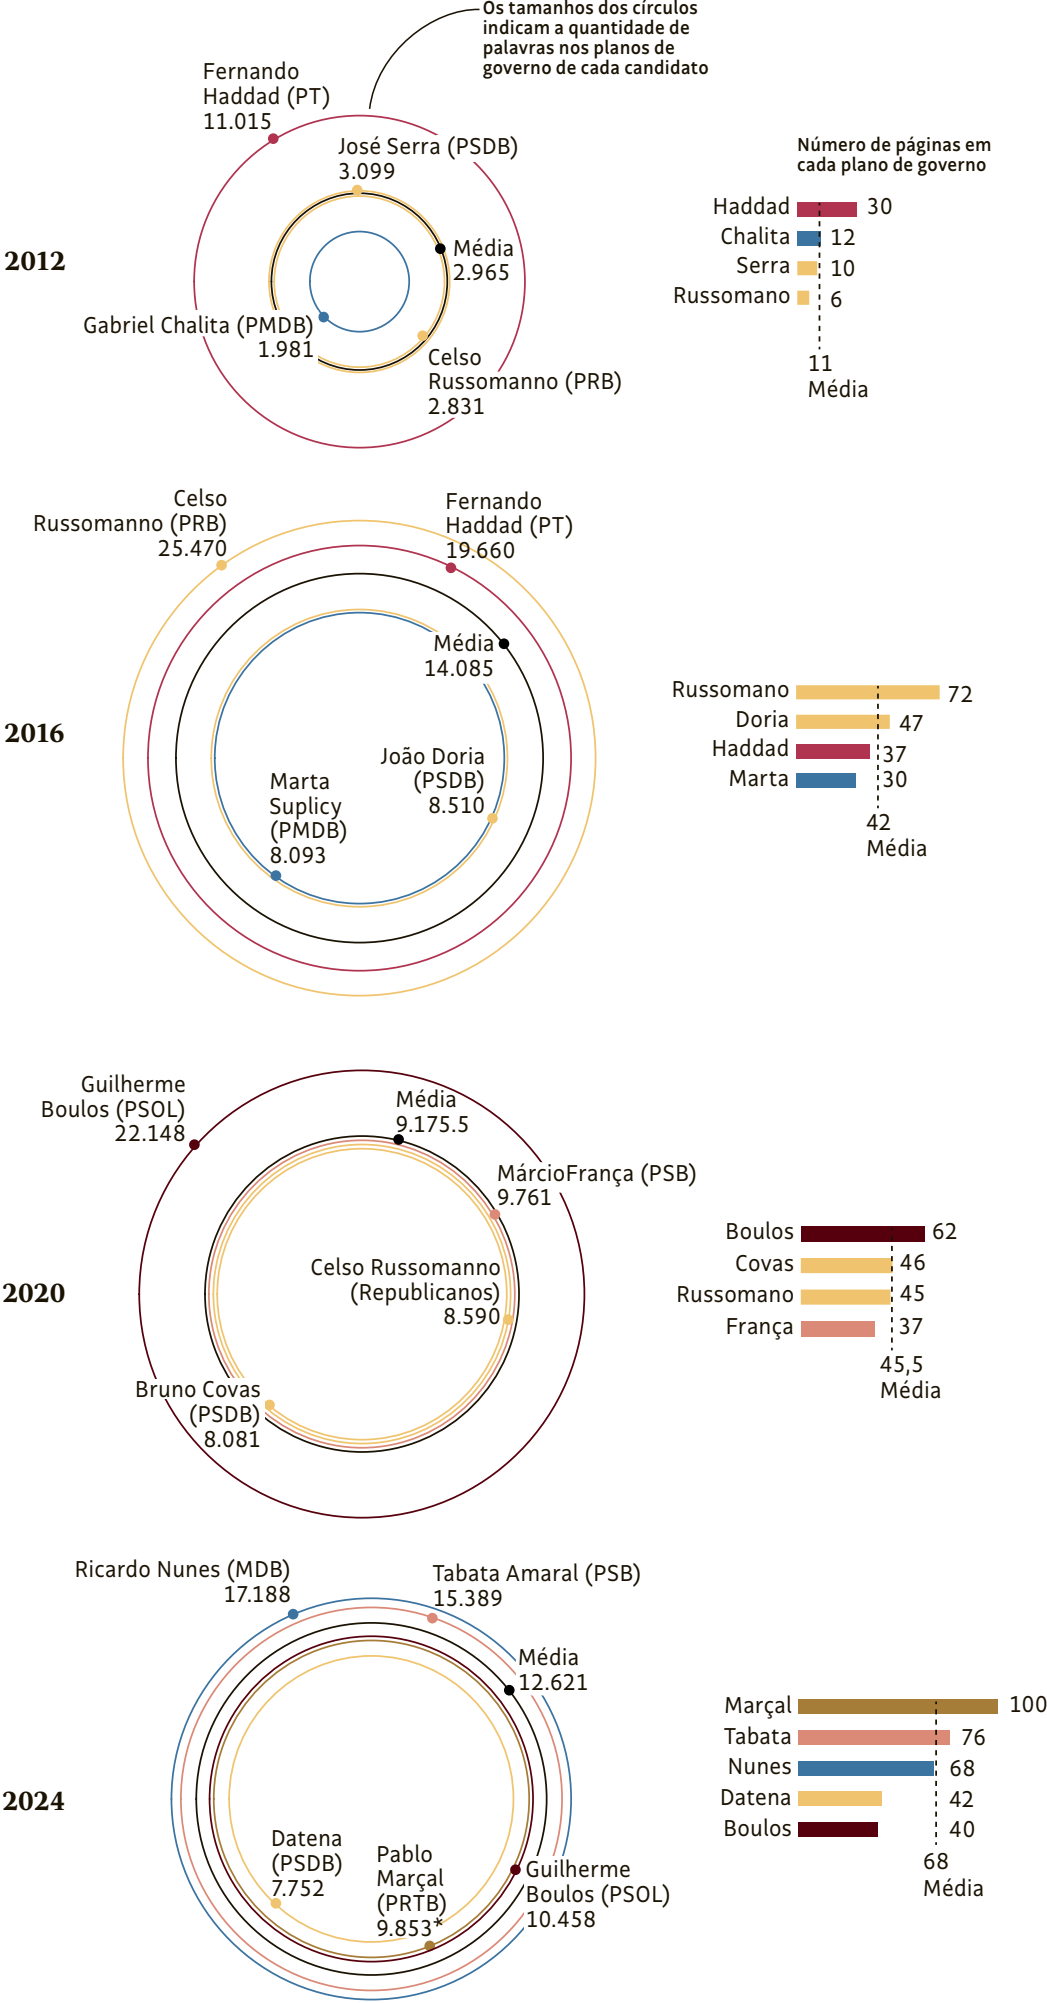 Os tamanhos dos círculos
indicam a quantidade de
palavras nos planos de
governo de cada candidato
Fernando
Haddad (PT)
11.015
José Serra (PSDB)
3.099
Média
2.965
Gabriel Chalita (PMDB)
1.981
Celso
Russomanno (PRB)
2.831
2012
Número de páginas em
cada plano de governo
Haddad 30
Chalita 12
Serra 10
Russomano 6
11
Média
Celso
Russomanno (PRB)
25.470
Fernando
Haddad (PT)
19.660
Média
14.085
João Doria
(PSDB)
8.510
Marta
Suplicy
(PMDB)
8.093
2016
Russomano 72
Doria 47
Haddad 37
Marta 30
42
Média
Guilherme
Boulos (PSOL)
22.148
Média
9.175.5
MárcioFrança (PSB)
9.761
Celso Russomanno
(Republicanos)
8.590
Bruno Covas
(PSDB)
8.081
2020
Boulos 62
Covas 46
Russomano 45
França 37
45,5
Média
Ricardo Nunes (MDB)
17.188
Tabata Amaral (PSB)
15.389
Média
12.621
Datena
(PSDB)
7.752
Pablo
Marçal
(PRTB)
9.853*
Guilherme
Boulos (PSOL)
10.458
2024
Marçal 100
Tabata 76
Nunes 68
Datena 42
Boulos 40
68
Média